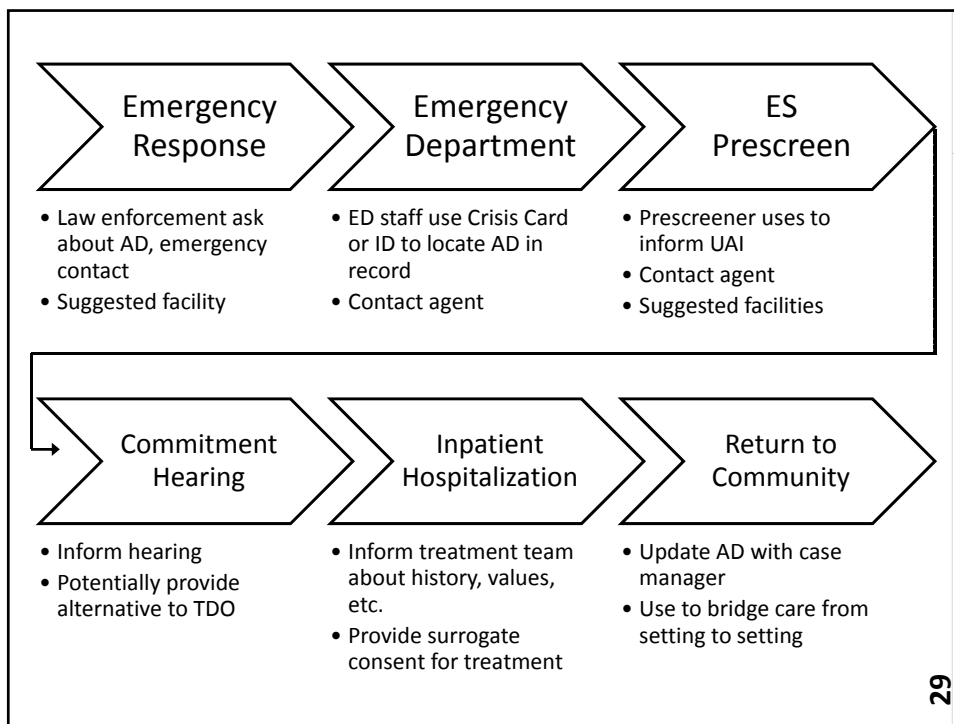 Emergency
Response
• Law enforcement ask
about AD, emergency
contact
• Suggested facility
Emergency
Department
• ED staff use Crisis Card
or ID to locate AD in
record
• Contact agent
ES
Prescreen
• Prescreener uses to
inform UAI
• Contact agent
• Suggested facilities
Commitment
Hearing
• Inform hearing
• Potentially provide
alternative to TDO
Inpatient
Hospitalization
• Inform treatment team
about history, values,
etc.
• Provide surrogate
consent for treatment
Return to
Community
• Update AD with case
manager
• Use to bridge care from
setting to setting
29